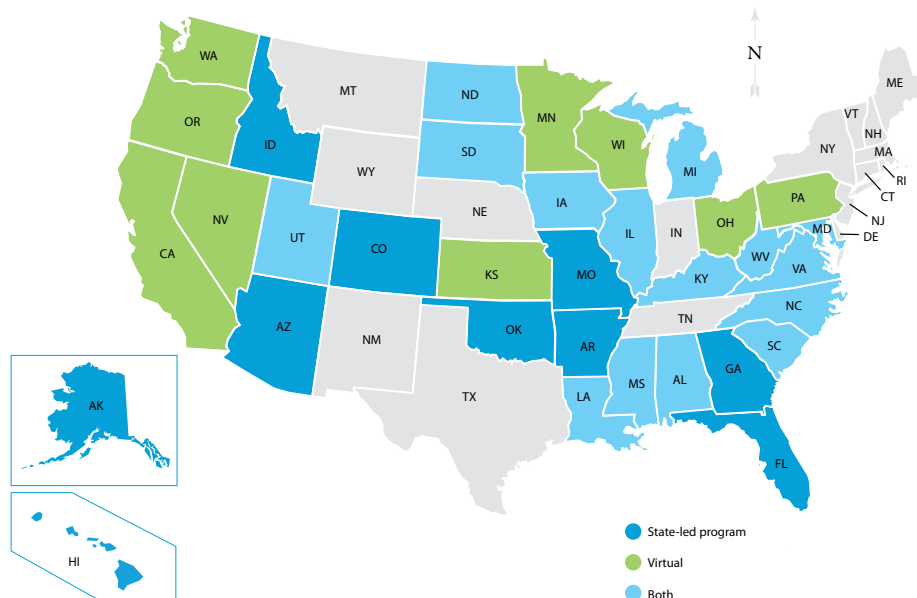 N
WA
MT
ND
MN
ME
VT
NH
OR
ID
SD
WI
NY
MA
RI
WY
MI
CT
IA
PA
NE
OH
NJ
NV
UT
IL
IN
MD
DE
CA
CO
WV
VA
KS
MO
KY
NC
AZ
OK
TN
NM
AR
SC
GA
TX
LA
MS
AL
AK
FL
HI
State-led program
Virtual
Both